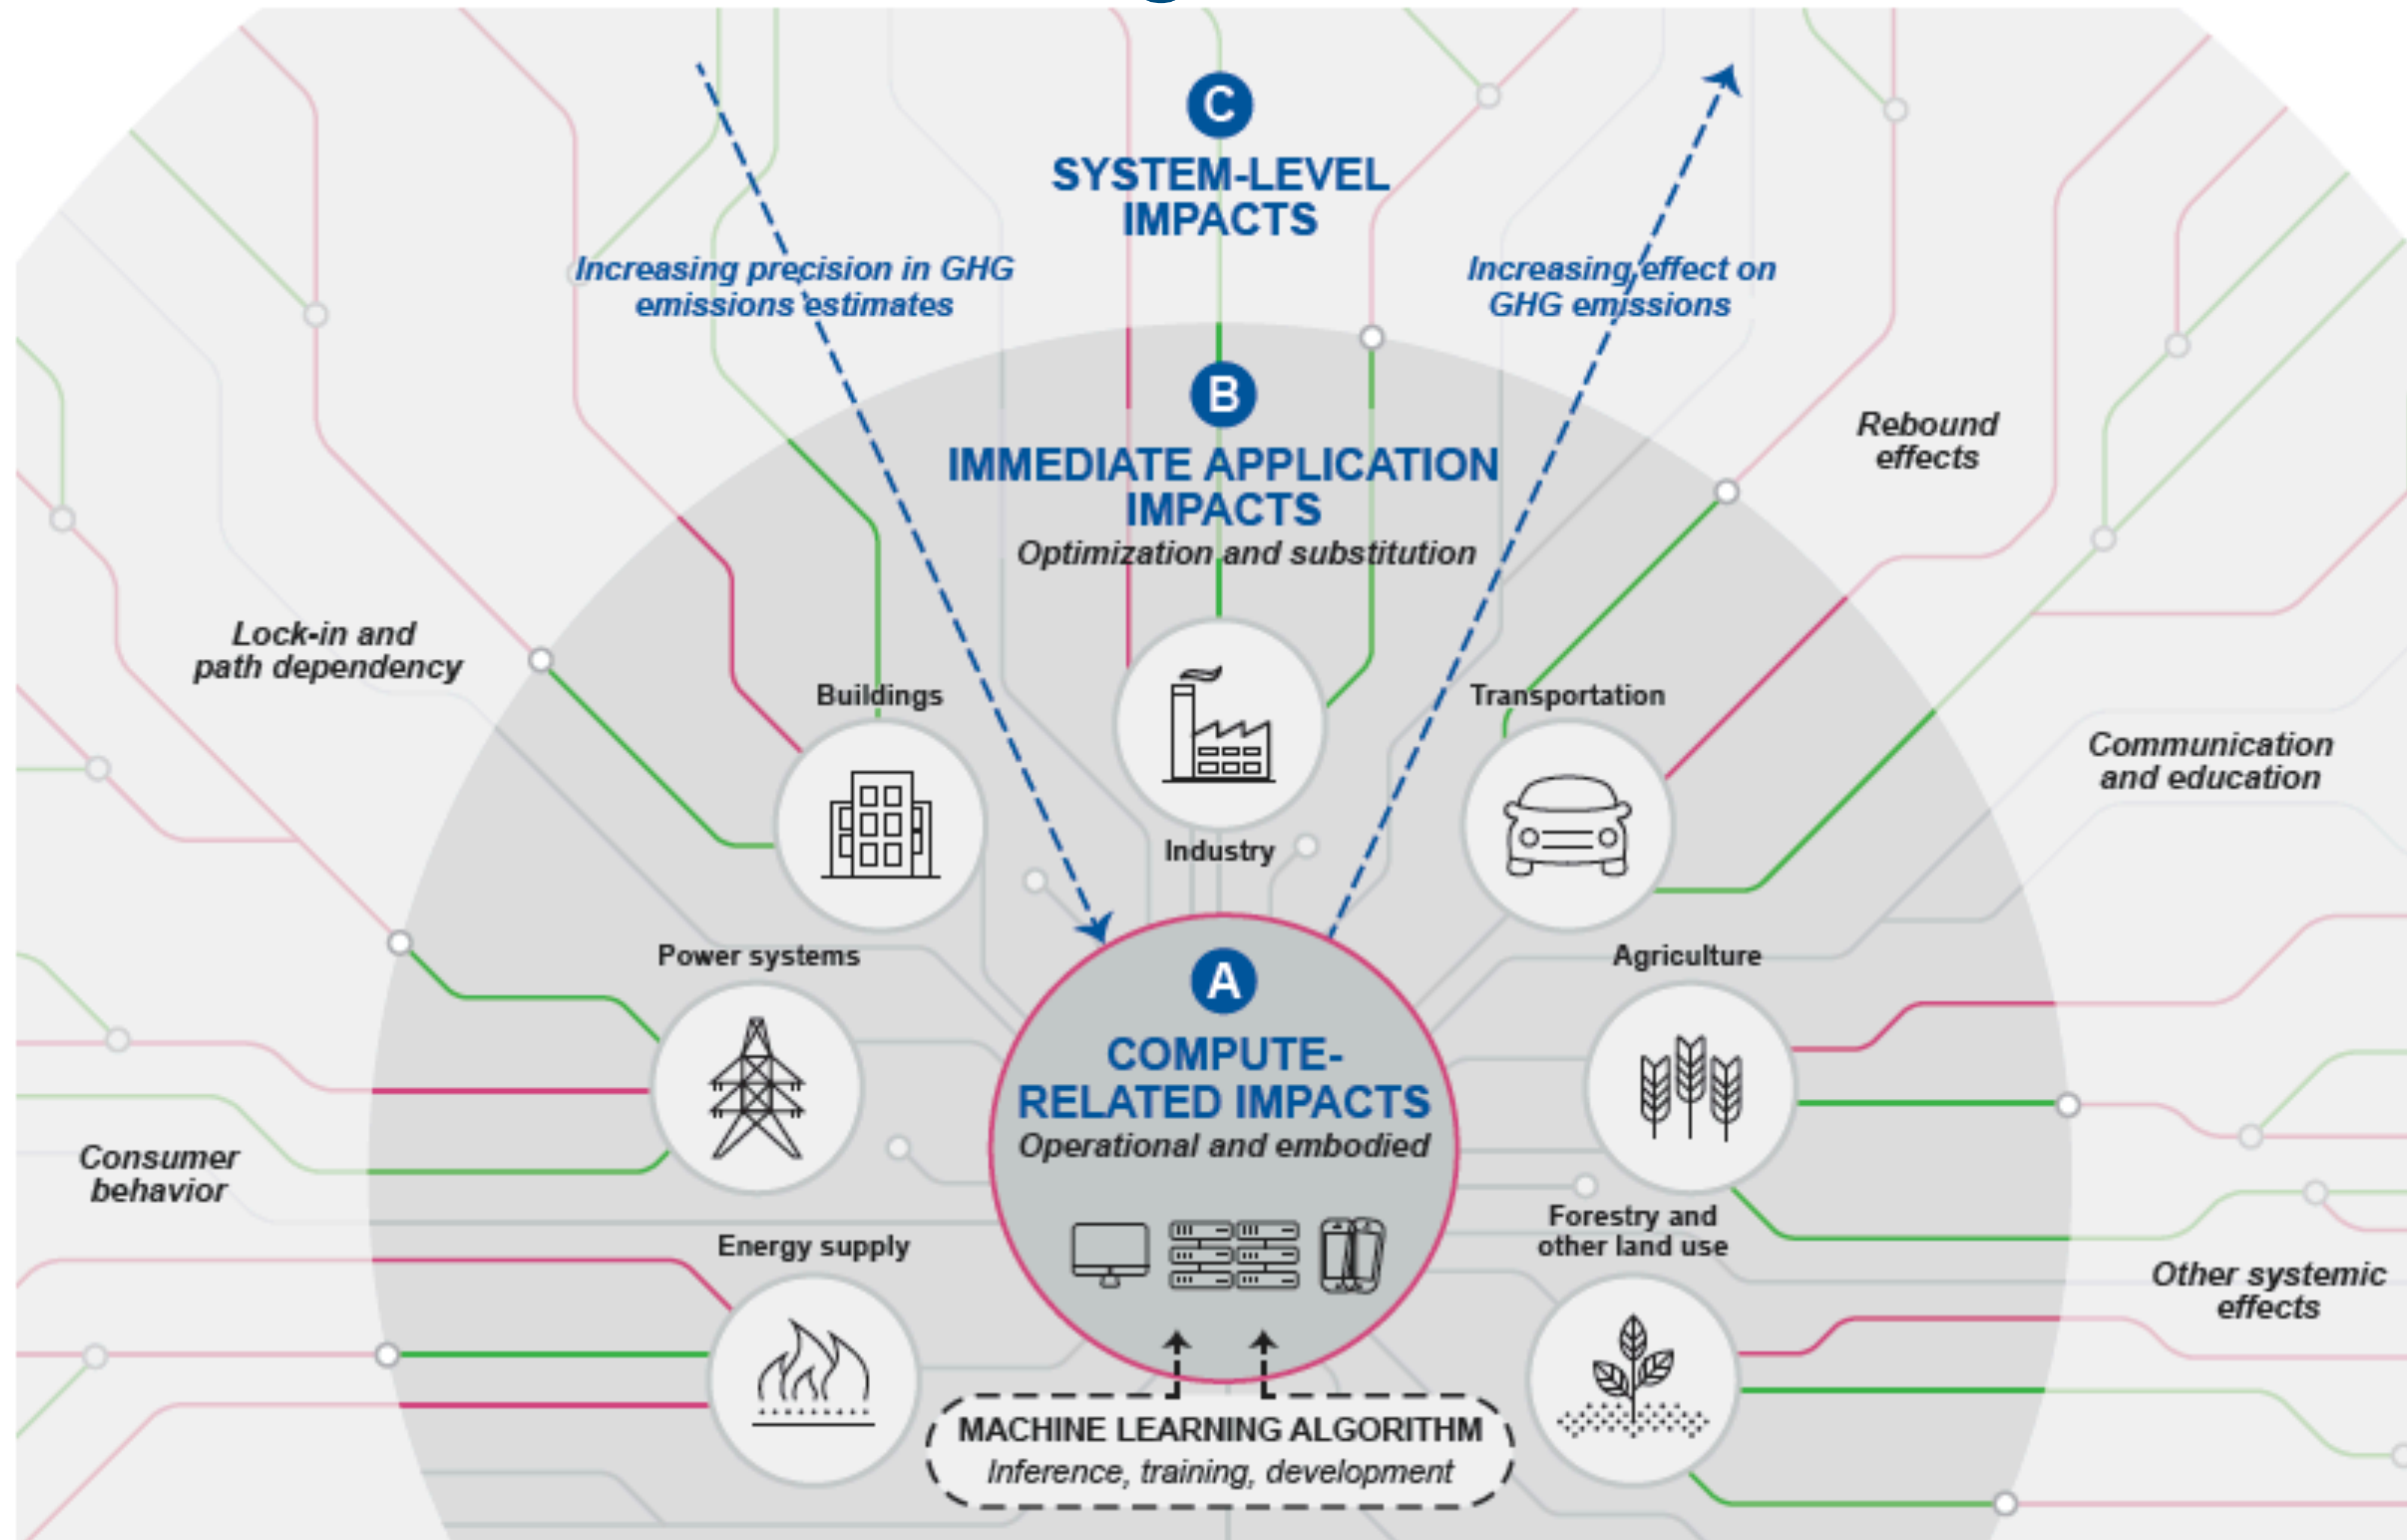 C
SYSTEM-LEVEL
IMPACTS
Increasing precision in GHG
emissions estimates
Increasing effect on
GHG emissions
B
IMMEDIATE APPLICATION
IMPACTS
Optimization and substitution
Rebound
effects
Lock-in and
path dependency
Buildings
Transportation
Communication
and education
Industry
Power systems
Agriculture
A
COMPUTE-
RELATED IMPACTS
Operational and embodied
Consumer
behavior
Energy supply
Forestry and
other land use
Other systemic
effects
MACHINE LEARNING ALGORITHM
Inference, training, development